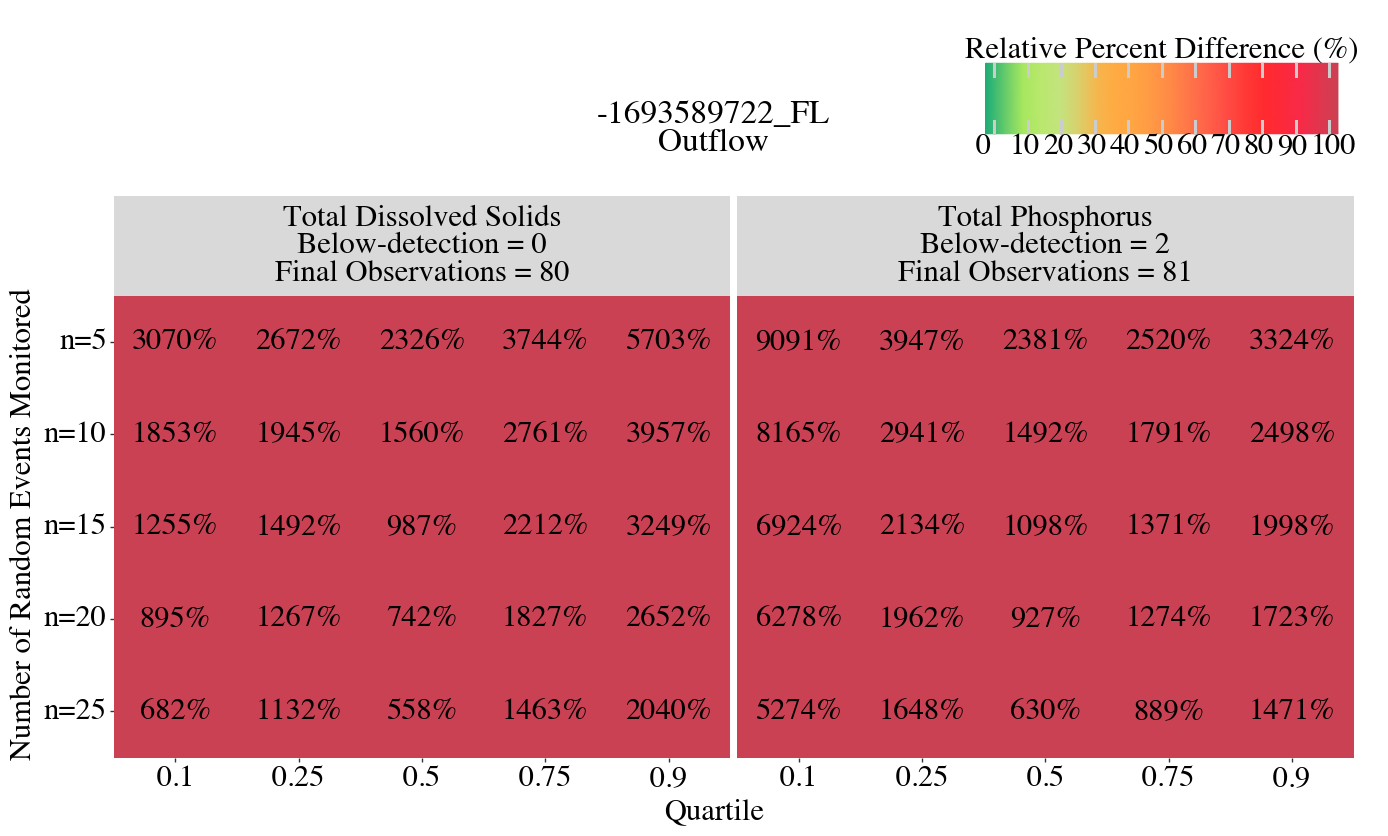 Relative Percent Difference (%)
0 10 20 30 40 50 60 70 80 90 100
-1693589722_FL
Outflow
Total Dissolved Solids
Below-detection = 0
Final Observations = 80
Total Phosphorus
Below-detection = 2
Final Observations = 81
Number of Random Events Monitored
n=5 3070% 2672% 2326% 3744% 5703% 9091% 3947% 2381% 2520% 3324%
n=10 1853% 1945% 1560% 2761% 3957% 8165% 2941% 1492% 1791% 2498%
n=15 1255% 1492% 987% 2212% 3249% 6924% 2134% 1098% 1371% 1998%
n=20 895% 1267% 742% 1827% 2652% 6278% 1962% 927% 1274% 1723%
n=25 682% 1132% 558% 1463% 2040% 5274% 1648% 630% 889% 1471%
0.1 0.25 0.5 0.75 0.9 0.1 0.25 0.5 0.75 0.9
Quartile